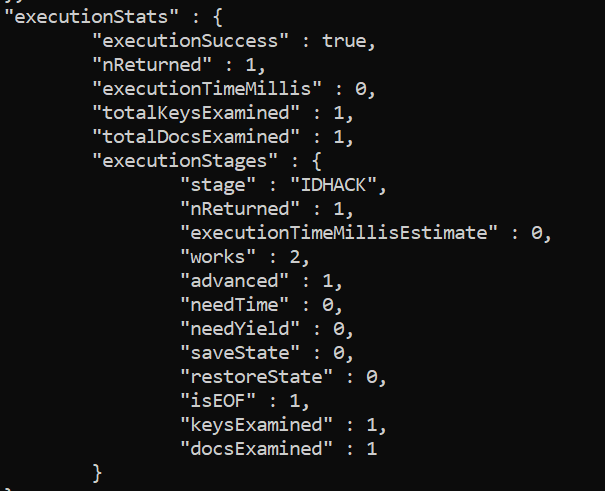 "executionStats" : {
"executionSuccess" : true,
"nReturned" : 1,
"executionTimeMillis" : 0,
"totalKeysExamined" : 1,
"totalDocsExamined" : 1,
"executionStages" : {
"stage" : "IDHACK",
"nReturned" : 1,
"executionTimeMillisEstimate" : 0,
"works" : 2,
"advanced" : 1,
"needTime" : 0,
"needYield" : 0,
"saveState" : 0,
"restoreState" : 0,
"isEOF" : 1,
"keysExamined" : 1,
"docsExamined" : 1
}